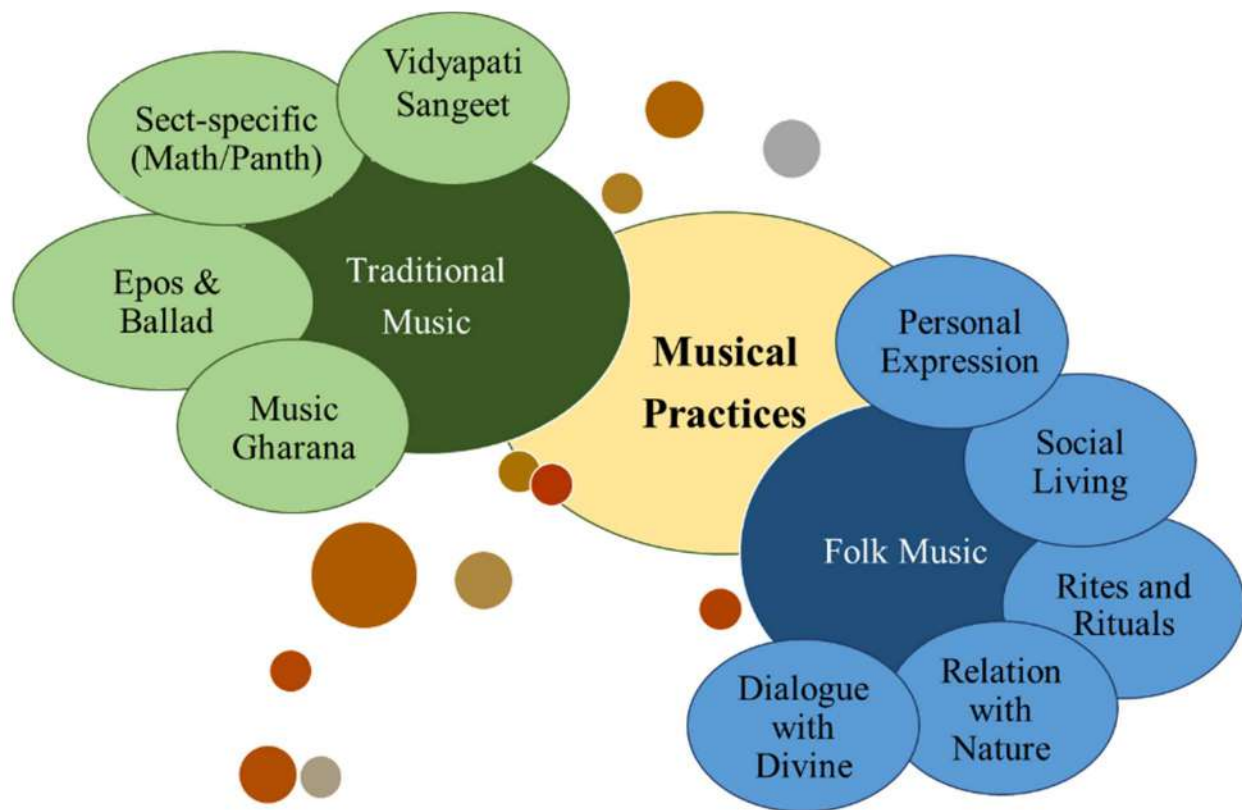 Vidyapati
Sangeet
Sect-specific
(Math/Panth)
Epos &
Ballad
Music
Gharana
Traditional
Music
Musical
Practices
Personal
Expression
Social
Living
Folk Music
Rites and
Rituals
Relation
with
Nature
Dialogue
with
Divine